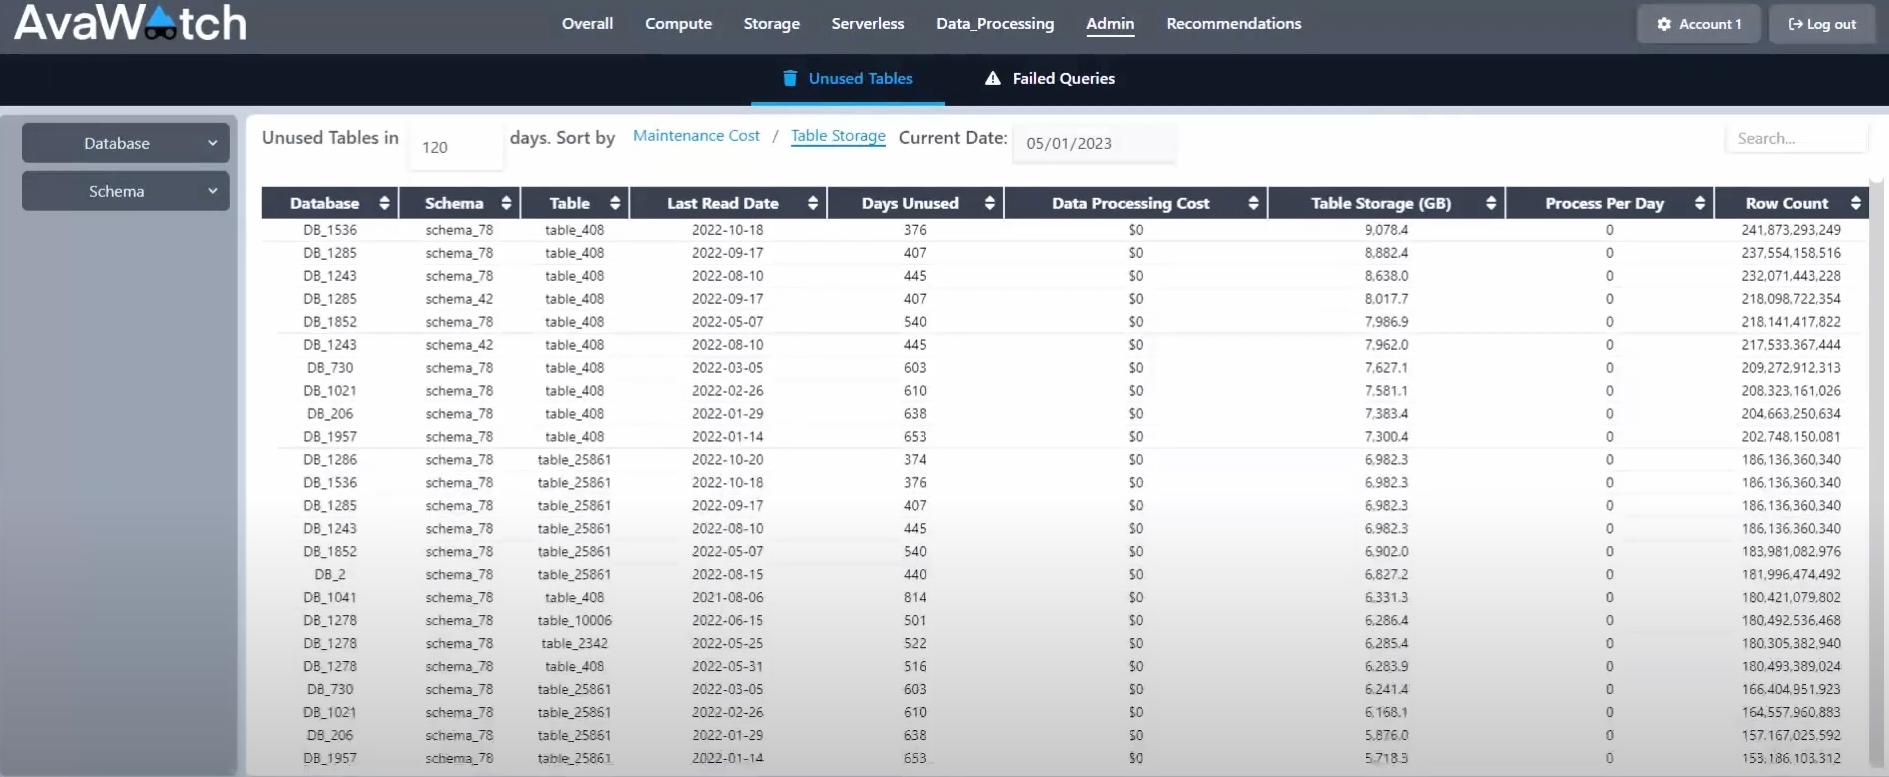 AvaWatch Overall Compute Storage Serverless Data_Processing Admin Recommendations Account 1 Log out
Unused Tables Failed Queries
Database
Schema
Unused Tables in 120 days. Sort by Maintenance Cost / Table Storage Current Date: 05/01/2023 Search...
Database Schema Table Last Read Date Days Unused Data Processing Cost Table Storage (GB) Process Per Day Row Count
DB_1536 schema_78 table_408 2022-10-18 376 $0 9,078.4 0 241,873,293,249
DB_1285 schema_78 table_408 2022-09-17 407 $0 8,882.4 0 237,554,158,516
DB_1243 schema_78 table_408 2022-08-10 445 $0 8,638.0 0 232,071,443,228
DB_1285 schema_42 table_408 2022-09-17 407 $0 8,017.7 0 218,098,722,354
DB_1852 schema_78 table_408 2022-05-07 540 $0 7,986.9 0 218,141,417,822
DB_1243 schema_42 table_408 2022-08-10 445 $0 7,962.0 0 217,533,367,444
DB_730 schema_78 table_408 2022-03-05 603 $0 7,627.1 0 209,272,912,313
DB_1021 schema_78 table_408 2022-02-26 610 $0 7,581.1 0 208,323,161,026
DB_206 schema_78 table_408 2022-01-29 638 $0 7,383.4 0 204,663,250,634
DB_1957 schema_78 table_408 2022-01-14 653 $0 7,300.4 0 202,748,150,081
DB_1286 schema_78 table_25861 2022-10-20 374 $0 6,982.3 0 186,136,360,340
DB_1536 schema_78 table_25861 2022-10-18 376 $0 6,982.3 0 186,136,360,340
DB_1285 schema_78 table_25861 2022-09-17 407 $0 6,982.3 0 186,136,360,340
DB_1243 schema_78 table_25861 2022-08-10 445 $0 6,982.3 0 186,136,360,340
DB_1852 schema_78 table_25861 2022-05-07 540 $0 6,902.0 0 183,981,082,976
DB_2 schema_78 table_25861 2022-08-15 440 $0 6,827.2 0 181,996,474,492
DB_1041 schema_78 table_408 2021-08-06 814 $0 6,331.3 0 180,421,079,802
DB_1278 schema_78 table_10006 2022-06-15 501 $0 6,286.4 0 180,492,536,468
DB_1278 schema_78 table_2342 2022-05-25 522 $0 6,285.4 0 180,305,382,940
DB_1278 schema_78 table_408 2022-05-31 516 $0 6,283.9 0 180,493,389,024
DB_730 schema_78 table_25861 2022-03-05 603 $0 6,241.4 0 166,404,951,923
DB_1021 schema_78 table_25861 2022-02-26 610 $0 6,168.1 0 164,557,960,883
DB_206 schema_78 table_25861 2022-01-29 638 $0 5,876.0 0 157,167,025,592
DB_1957 schema_78 table_25861 2022-01-14 653 $0 5,718.3 0 153,186,103,312